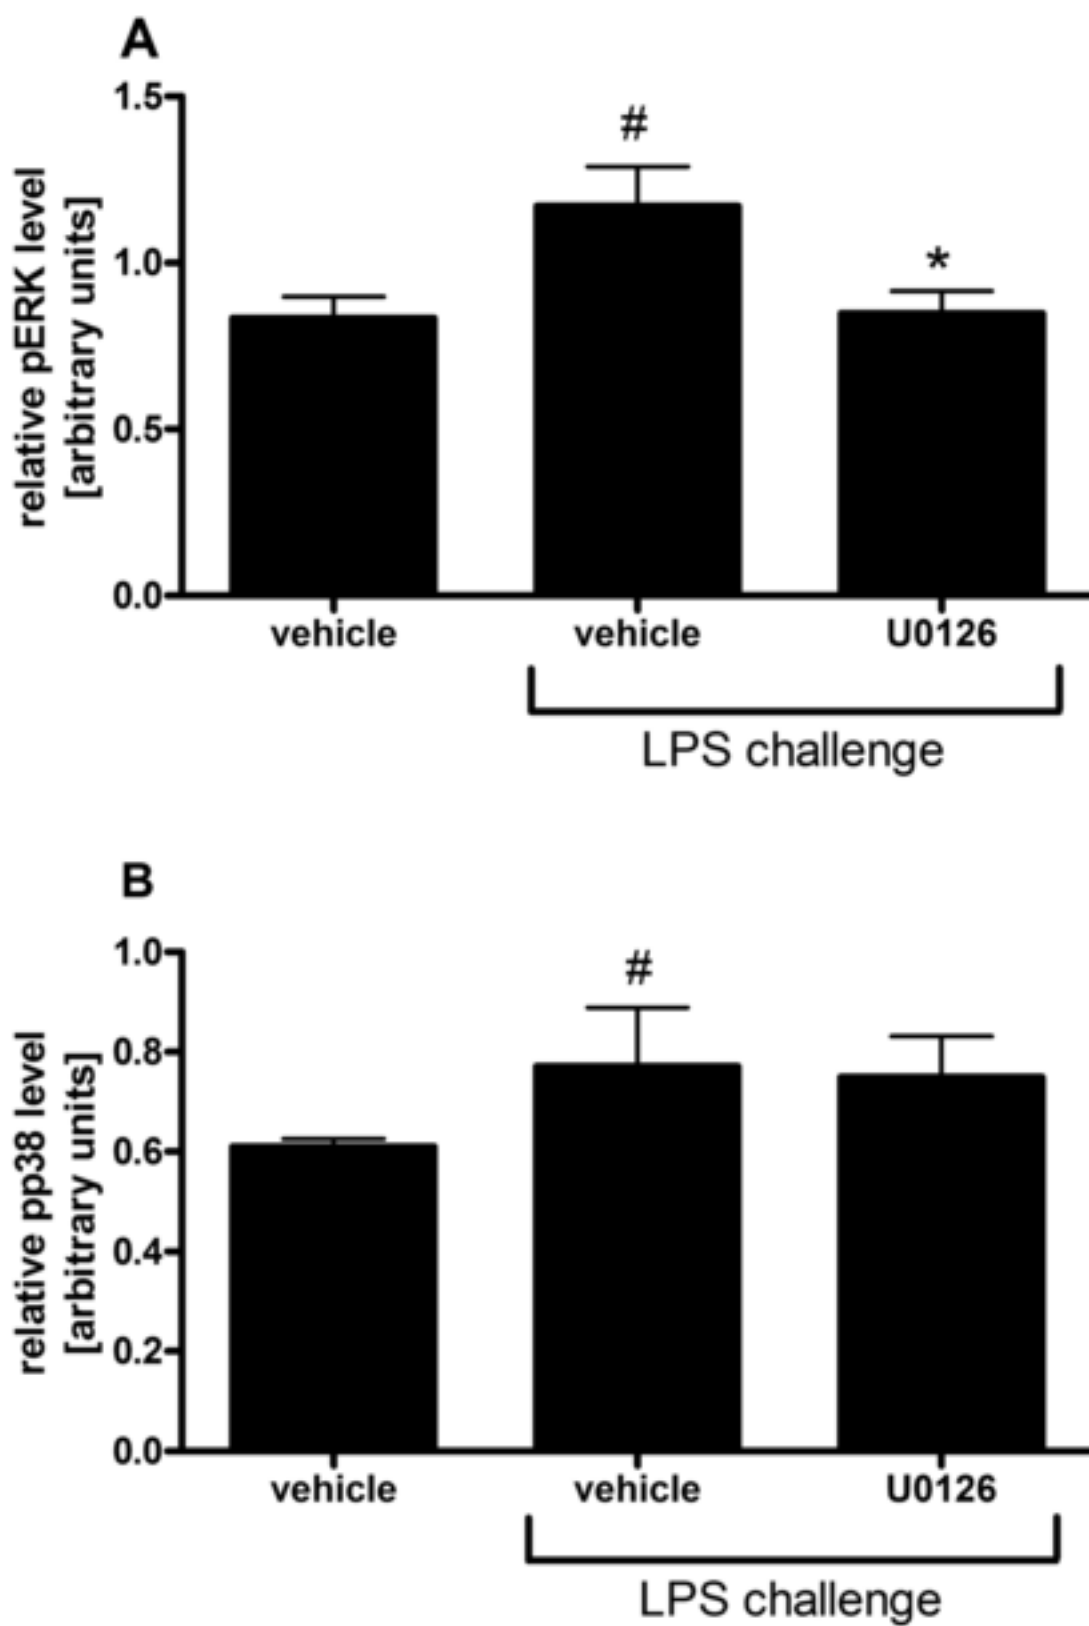 A
1.5
1.0
0.5
0.0
relative pERK level
[arbitrary units]
#
*
vehicle
vehicle
U0126
LPS challenge
B
1.0
0.8
0.6
0.4
0.2
0.0
relative pp38 level
[arbitrary units]
#
vehicle
vehicle
U0126
LPS challenge